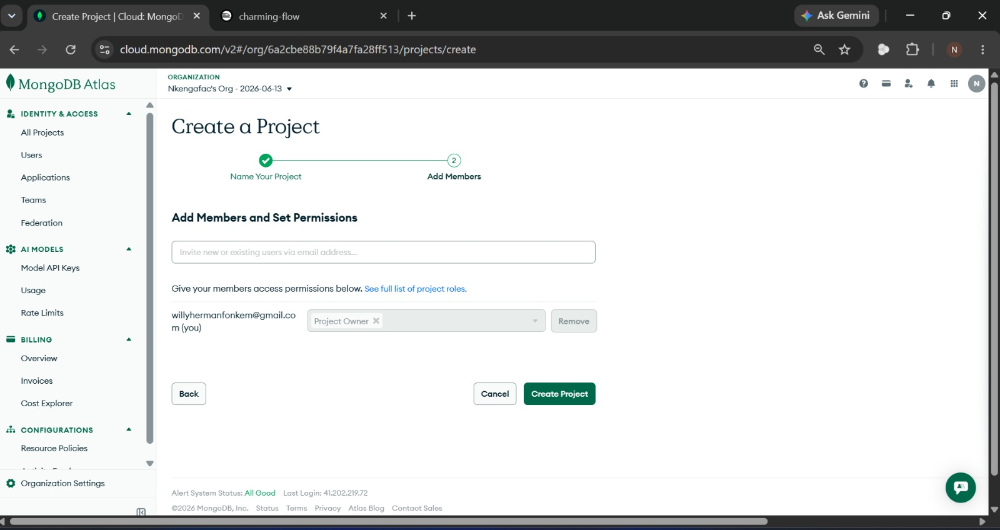 Create Project | Cloud: MongoD
charming-flow
Ask Gemini
cloud.mongodb.com/v2#/org/6a2cbe88b79f4a7fa28ff513/projects/create
N
MongoDB Atlas
ORGANIZATION
Nkengafac's Org - 2026-06-13
N
IDENTITY & ACCESS
All Projects
Users
Applications
Teams
Federation
AI MODELS
Model API Keys
Usage
Rate Limits
BILLING
Overview
Invoices
Cost Explorer
CONFIGURATIONS
Resource Policies
Organization Settings
Create a Project
2
Name Your Project
Add Members
Add Members and Set Permissions
Invite new or existing users via email address...
Give your members access permissions below. See full list of project roles.
willyhermanfonkem@gmail.co
m (you)
Project Owner
Remove
Back
Cancel
Create Project
Alert System Status: All Good Last Login: 41.202.219.72
©2026 MongoDB, Inc. Status Terms Privacy Atlas Blog Contact Sales